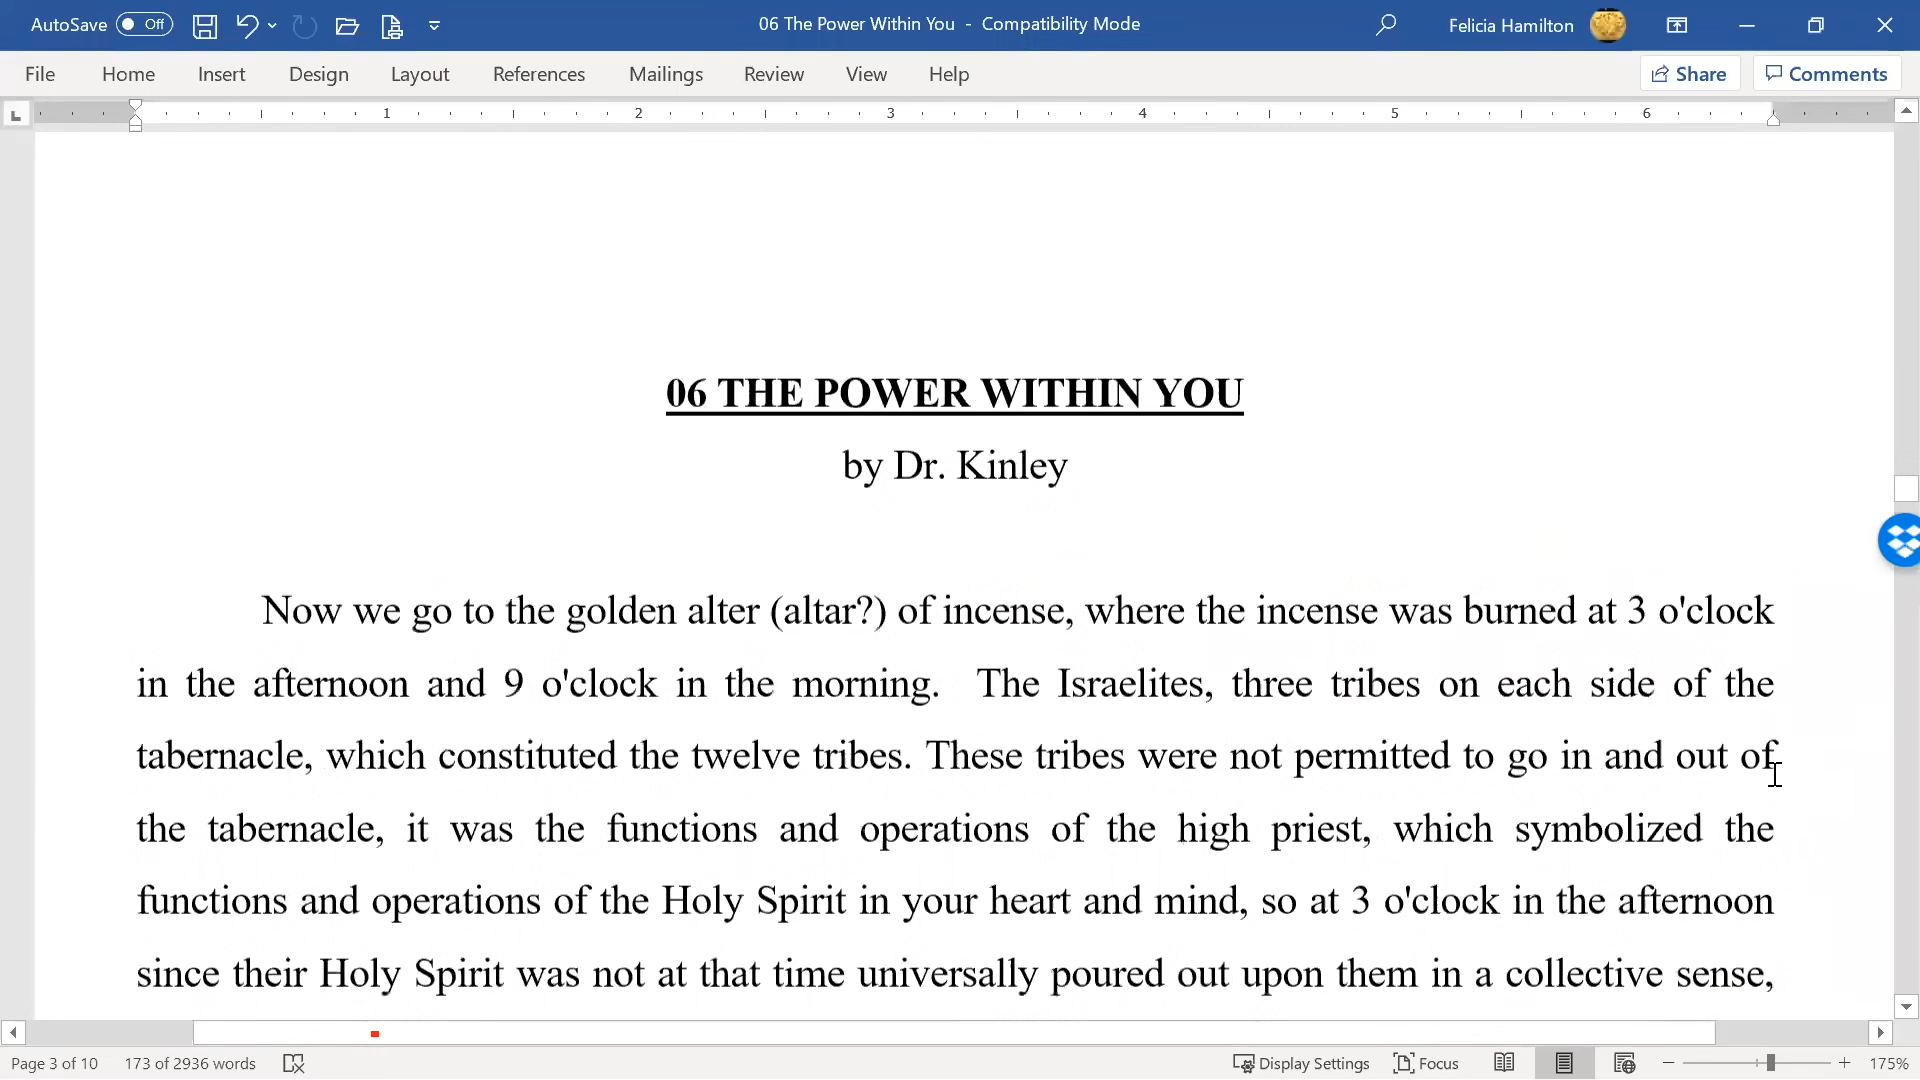 AutoSave Off 06 The Power Within You - Compatibility Mode Felicia Hamilton
File Home Insert Design Layout References Mailings Review View Help Share Comments
1 2 3 4 5 6
06 THE POWER WITHIN YOU
by Dr. Kinley
Now we go to the golden alter (altar?) of incense, where the incense was burned at 3 o'clock
in the afternoon and 9 o'clock in the morning. The Israelites, three tribes on each side of the
tabernacle, which constituted the twelve tribes. These tribes were not permitted to go in and out of
the tabernacle, it was the functions and operations of the high priest, which symbolized the
functions and operations of the Holy Spirit in your heart and mind, so at 3 o'clock in the afternoon
since their Holy Spirit was not at that time universally poured out upon them in a collective sense,
Page 3 of 10 173 of 2936 words Display Settings Focus 175%